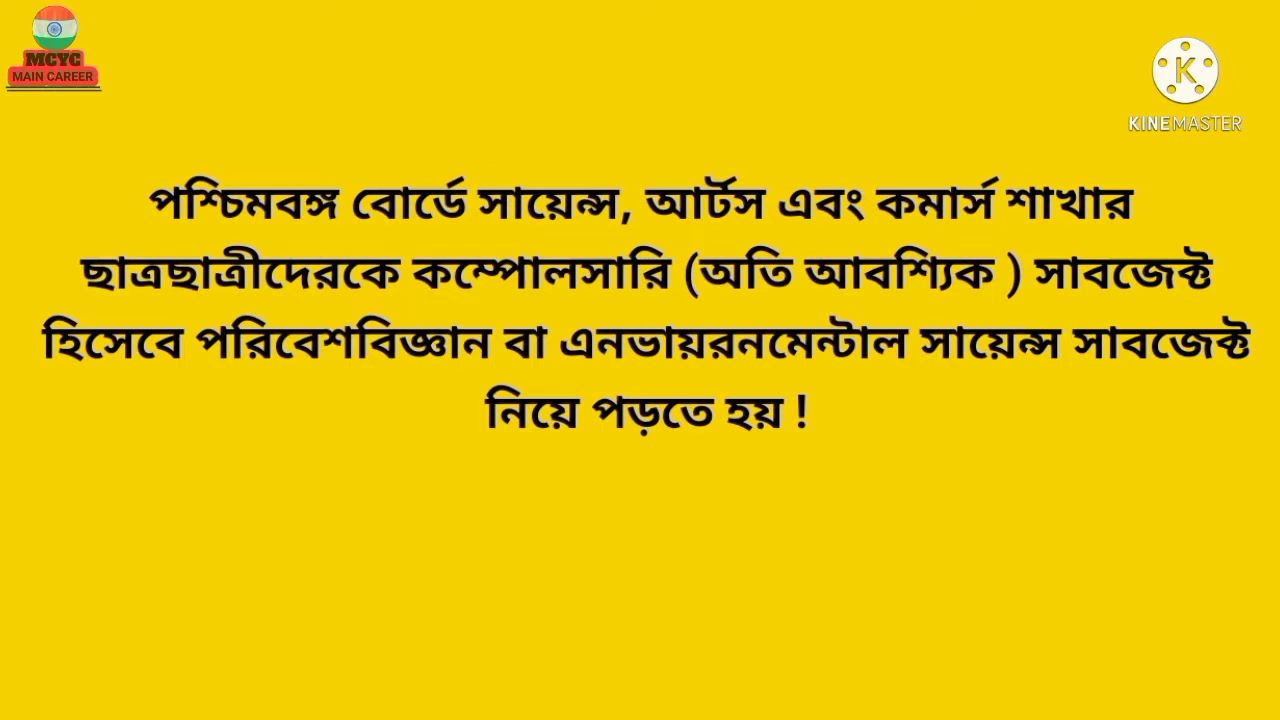 MCYC
MAIN CAREER
K
KINEMASTER
পশ্চিমবঙ্গ বোর্ডে সায়েন্স, আর্টস এবং কমার্স শাখার
ছাত্রছাত্রীদেরকে কম্পোলসারি (অতি আবশ্যিক ) সাবজেক্ট
হিসেবে পরিবেশবিজ্ঞান বা এনভায়রনমেন্টাল সায়েন্স সাবজেক্ট
নিয়ে পড়তে হয় !